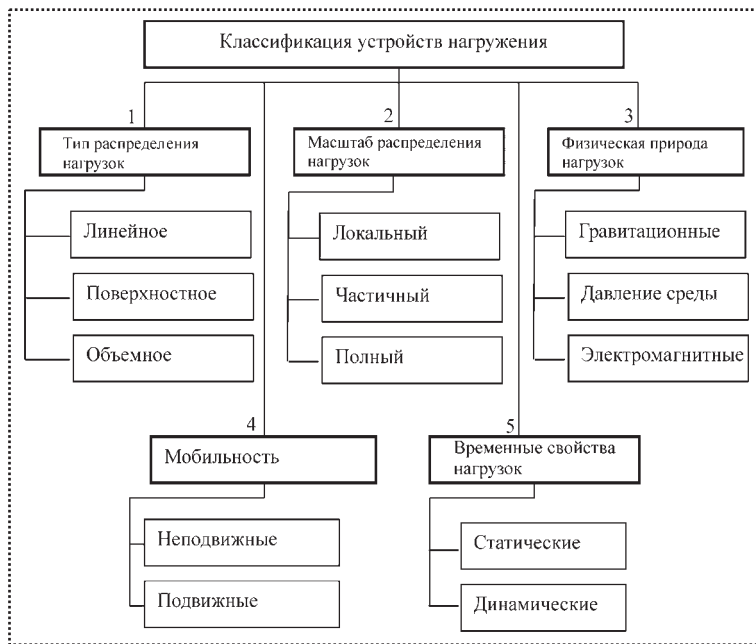 Классификация устройств нагружения
1
Тип распределения
нагрузок
Линейное
Поверхностное
Объемное
2
Масштаб распределения
нагрузок
Локальный
Частичный
Полный
3
Физическая природа
нагрузок
Гравитационные
Давление среды
Электромагнитные
4
Мобильность
Неподвижные
Подвижные
5
Временные свойства
нагрузок
Статические
Динамические